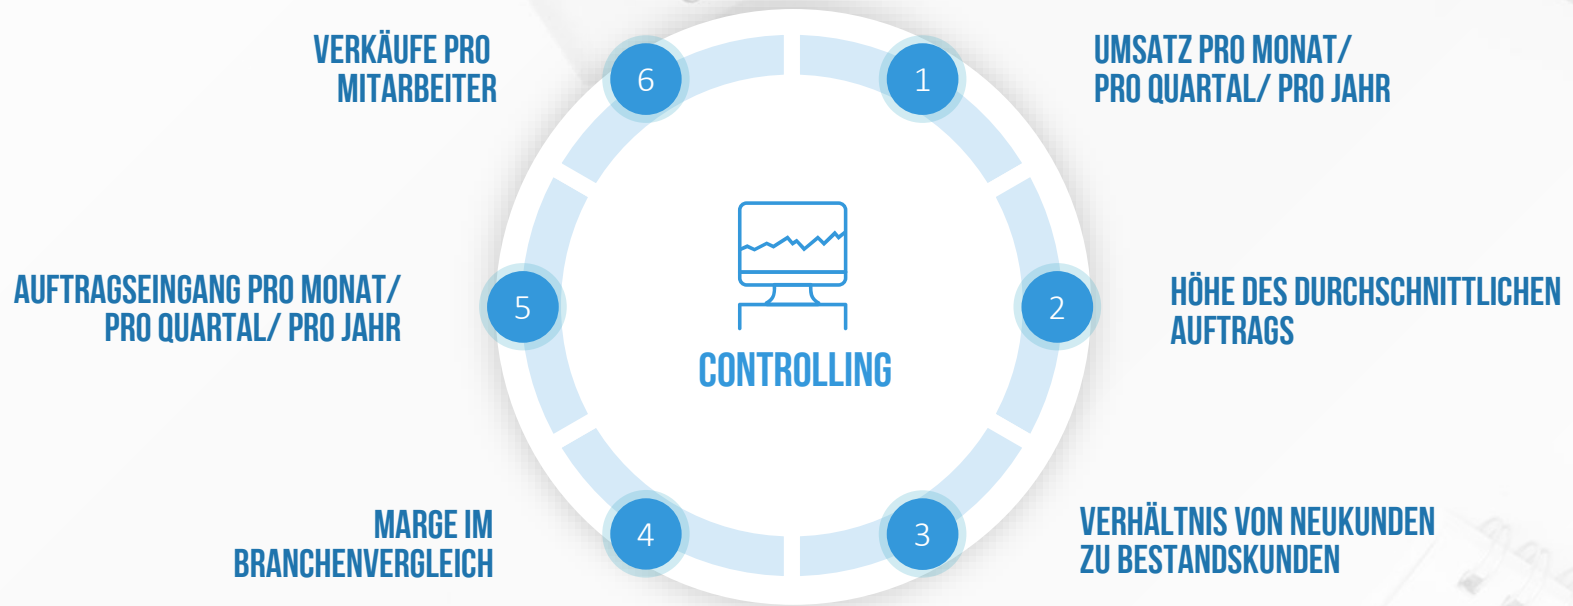 VERKÄUFE PRO
MITARBEITER
6
1
UMSATZ PRO MONAT/
PRO QUARTAL/ PRO JAHR
AUFTRAGSEINGANG PRO MONAT/
PRO QUARTAL/ PRO JAHR
5
CONTROLLING
2
HÖHE DES DURCHSCHNITTLICHEN
AUFTRAGS
MARGE IM
BRANCHENVERGLEICH
4
3
VERHÄLTNIS VON NEUKUNDEN
ZU BESTANDSKUNDEN